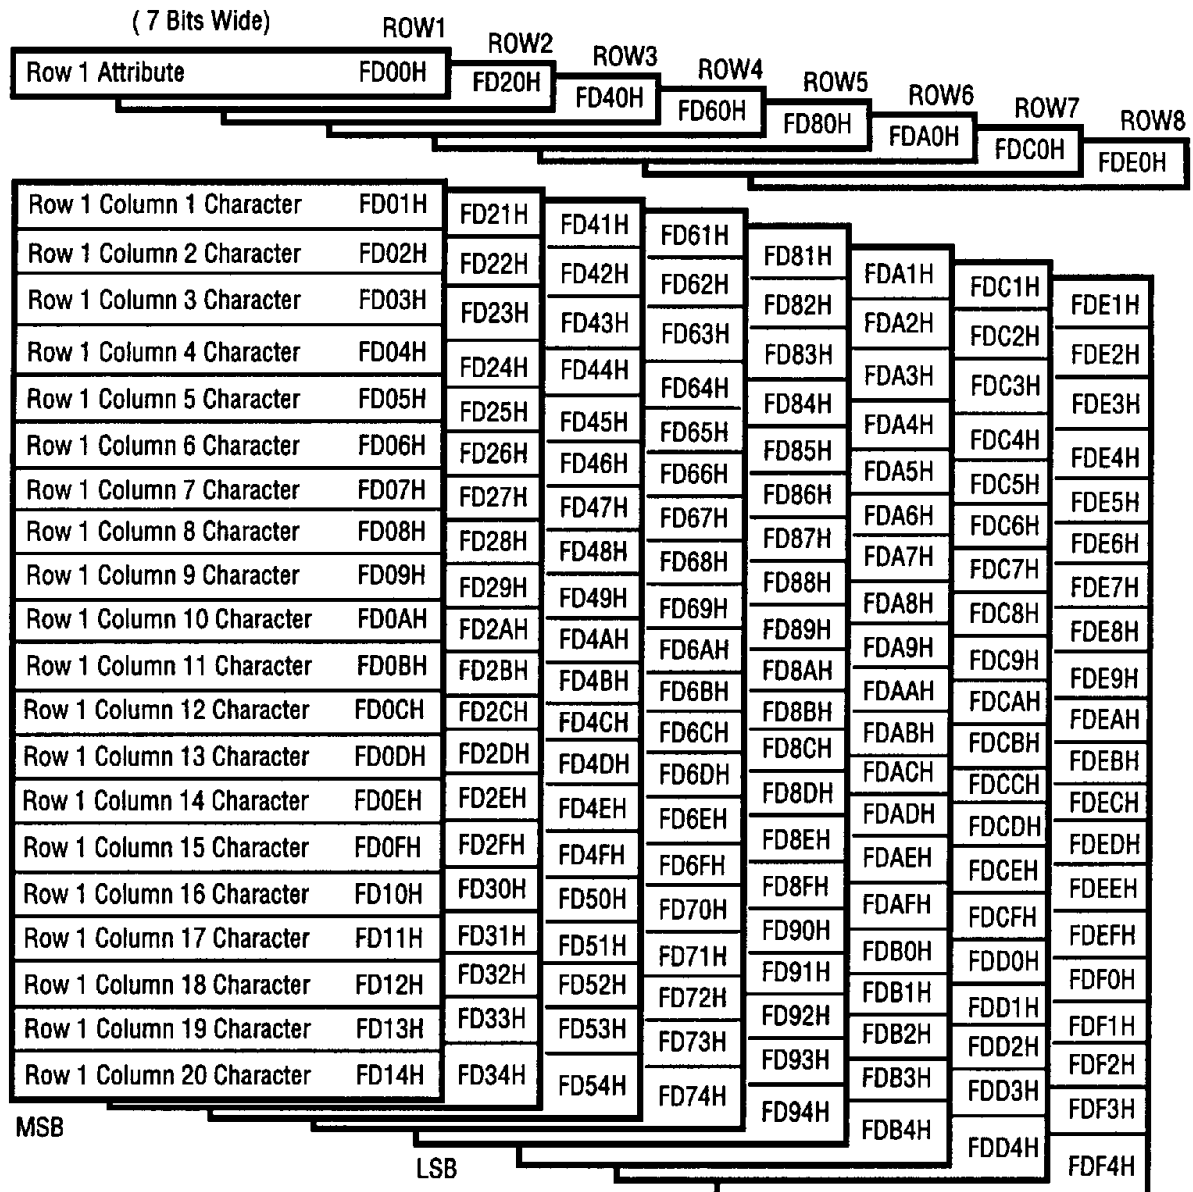 ( 7 Bits Wide)
ROW1 ROW2 ROW3 ROW4 ROW5 ROW6 ROW7 ROW8
Row 1 Attribute FD00H FD20H FD40H FD60H FD80H FDA0H FDC0H FDE0H
Row 1 Column 1 Character FD01H FD21H FD41H FD61H FD81H FDA1H FDC1H FDE1H
Row 1 Column 2 Character FD02H FD22H FD42H FD62H FD82H FDA2H FDC2H FDE2H
Row 1 Column 3 Character FD03H FD23H FD43H FD63H FD83H FDA3H FDC3H FDE3H
Row 1 Column 4 Character FD04H FD24H FD44H FD64H FD84H FDA4H FDC4H FDE4H
Row 1 Column 5 Character FD05H FD25H FD45H FD65H FD85H FDA5H FDC5H FDE5H
Row 1 Column 6 Character FD06H FD26H FD46H FD66H FD86H FDA6H FDC6H FDE6H
Row 1 Column 7 Character FD07H FD27H FD47H FD67H FD87H FDA7H FDC7H FDE7H
Row 1 Column 8 Character FD08H FD28H FD48H FD68H FD88H FDA8H FDC8H FDE8H
Row 1 Column 9 Character FD09H FD29H FD49H FD69H FD89H FDA9H FDC9H FDE9H
Row 1 Column 10 Character FD0AH FD2AH FD4AH FD6AH FD8AH FDAAH FDCAH FDEAH
Row 1 Column 11 Character FD0BH FD2BH FD4BH FD6BH FD8BH FDABH FDCBH FDEBH
Row 1 Column 12 Character FD0CH FD2CH FD4CH FD6CH FD8CH FDACH FDCCH FDECH
Row 1 Column 13 Character FD0DH FD2DH FD4DH FD6DH FD8DH FDADH FDCDH FDEDH
Row 1 Column 14 Character FD0EH FD2EH FD4EH FD6EH FD8EH FDAEH FDCEH FDEEH
Row 1 Column 15 Character FD0FH FD2FH FD4FH FD6FH FD8FH FDAFH FDCFH FDEFH
Row 1 Column 16 Character FD10H FD30H FD50H FD70H FD90H FDB0H FDD0H FDF0H
Row 1 Column 17 Character FD11H FD31H FD51H FD71H FD91H FDB1H FDD1H FDF1H
Row 1 Column 18 Character FD12H FD32H FD52H FD72H FD92H FDB2H FDD2H FDF2H
Row 1 Column 19 Character FD13H FD33H FD53H FD73H FD93H FDB3H FDD3H FDF3H
Row 1 Column 20 Character FD14H FD34H FD54H FD74H FD94H FDB4H FDD4H FDF4H
MSB
LSB